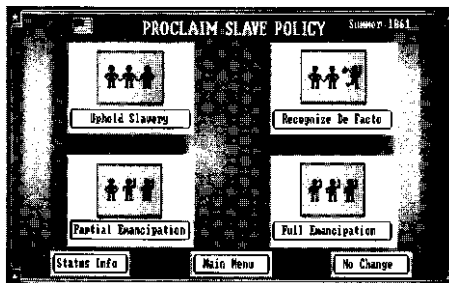 PROCLAIM SLAVE POLICY Summer 1861
Uphold Slavery Recognize De Facto
Partial Emancipation Full Emancipation
Status Info Main Menu No Change